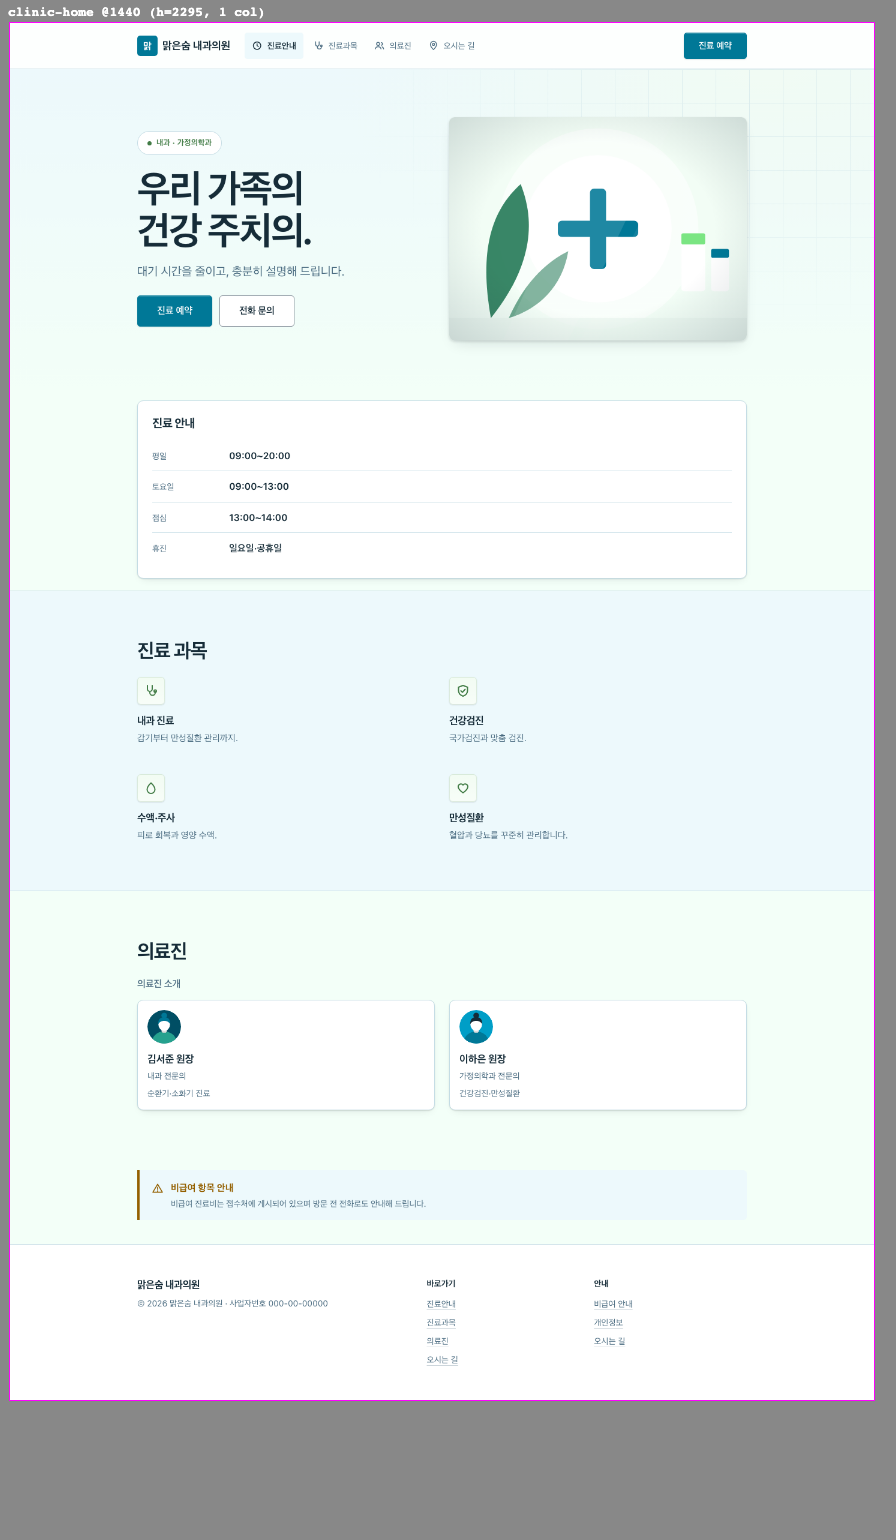 clinic-home @1440 (h=2295, 1 col)
맑 맑은숨 내과의원 진료안내 진료과목 의료진 오시는 길 진료 예약
내과 · 가정의학과
우리 가족의
건강 주치의.
대기 시간을 줄이고, 충분히 설명해 드립니다.
진료 예약 전화 문의
진료 안내
평일 09:00~20:00
토요일 09:00~13:00
점심 13:00~14:00
휴진 일요일·공휴일
진료 과목
내과 진료
감기부터 만성질환 관리까지.
건강검진
국가검진과 맞춤 검진.
수액·주사
피로 회복과 영양 수액.
만성질환
혈압과 당뇨를 꾸준히 관리합니다.
의료진
의료진 소개
김서준 원장
내과 전문의
순환기·소화기 진료
이하은 원장
가정의학과 전문의
건강검진·만성질환
비급여 항목 안내
비급여 진료비는 접수처에 게시되어 있으며 방문 전 전화로도 안내해 드립니다.
맑은숨 내과의원
© 2026 맑은숨 내과의원 · 사업자번호 000-00-00000
바로가기
진료안내
진료과목
의료진
오시는 길
안내
비급여 안내
개인정보
오시는 길